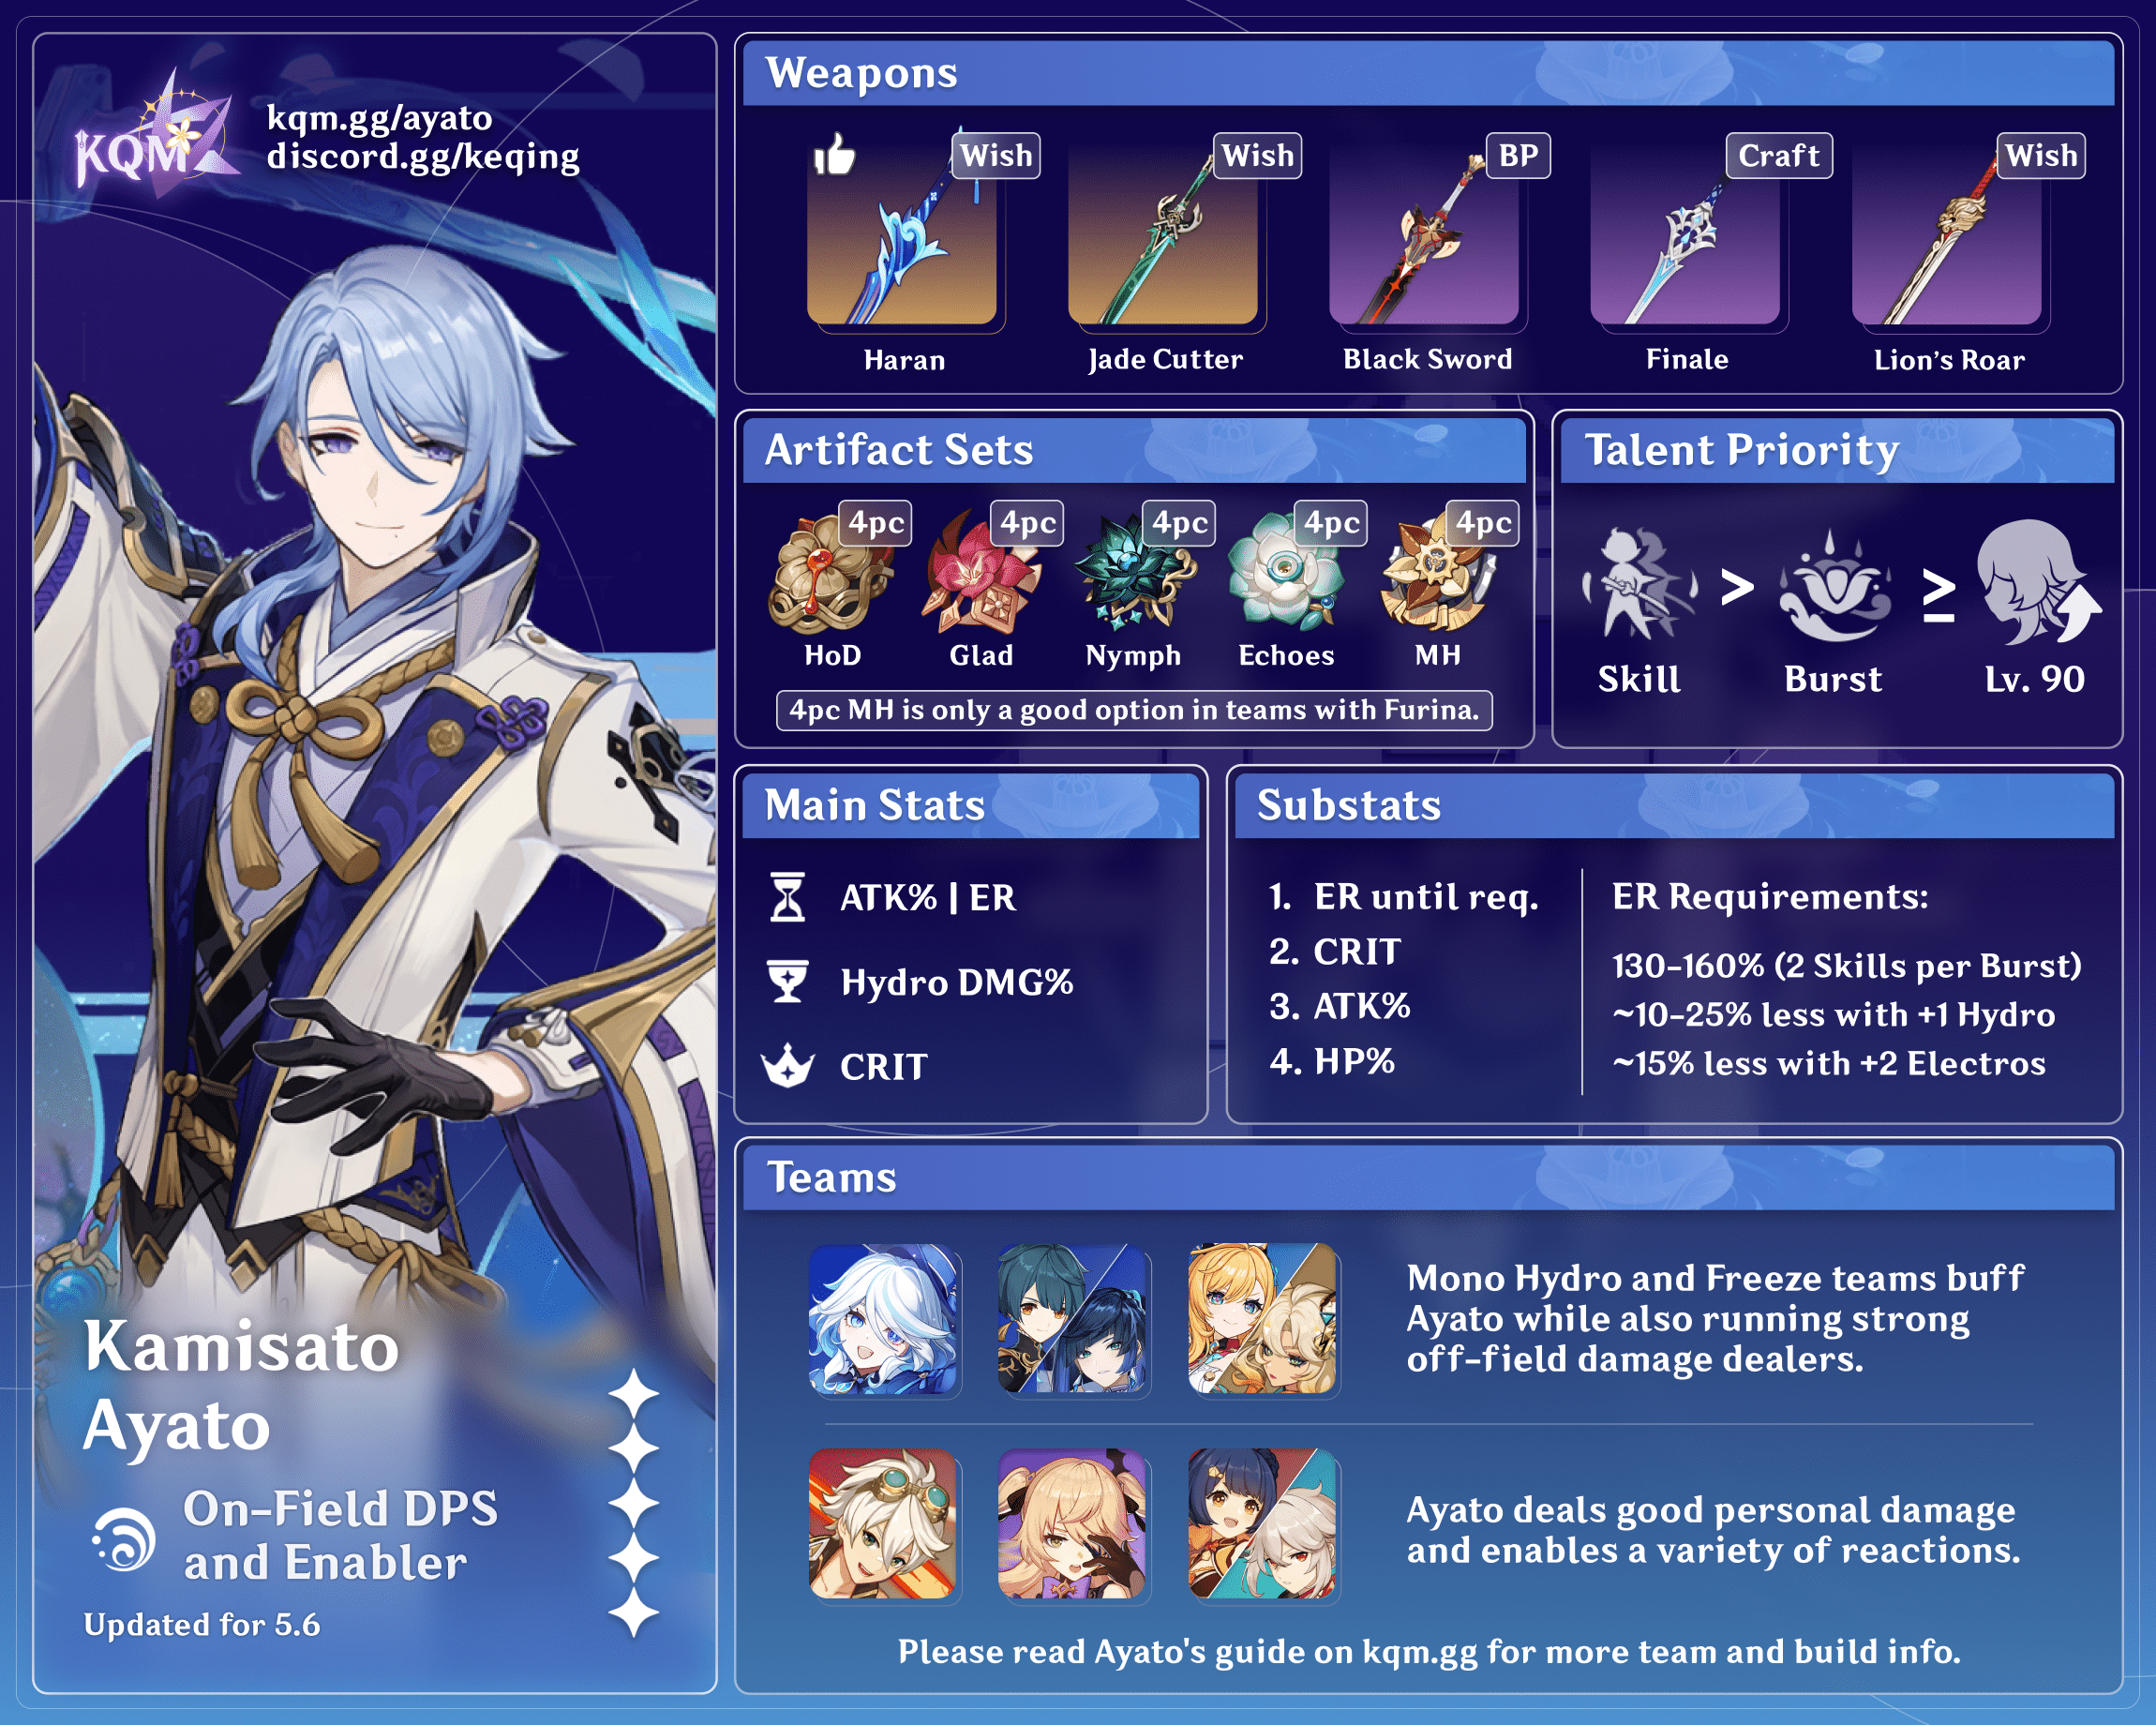 KQM
kqm.gg/ayato
discord.gg/keqing
Kamisato
Ayato
On-Field DPS
and Enabler
Updated for 5.6
Weapons
Wish
Wish
BP
Craft
Wish
Haran
Jade Cutter
Black Sword
Finale
Lion's Roar
Artifact Sets
4pc
4pc
4pc
4pc
4pc
HoD
Glad
Nymph
Echoes
MH
4pc MH is only a good option in teams with Furina.
Talent Priority
> ≥
Skill
Burst
Lv. 90
Main Stats
ATK% | ER
Hydro DMG%
CRIT
Substats
1. ER until req.
2. CRIT
3. ATK%
4. HP%
ER Requirements:
130-160% (2 Skills per Burst)
~10-25% less with +1 Hydro
~15% less with +2 Electros
Teams
Mono Hydro and Freeze teams buff
Ayato while also running strong
off-field damage dealers.
Ayato deals good personal damage
and enables a variety of reactions.
Please read Ayato's guide on kqm.gg for more team and build info.